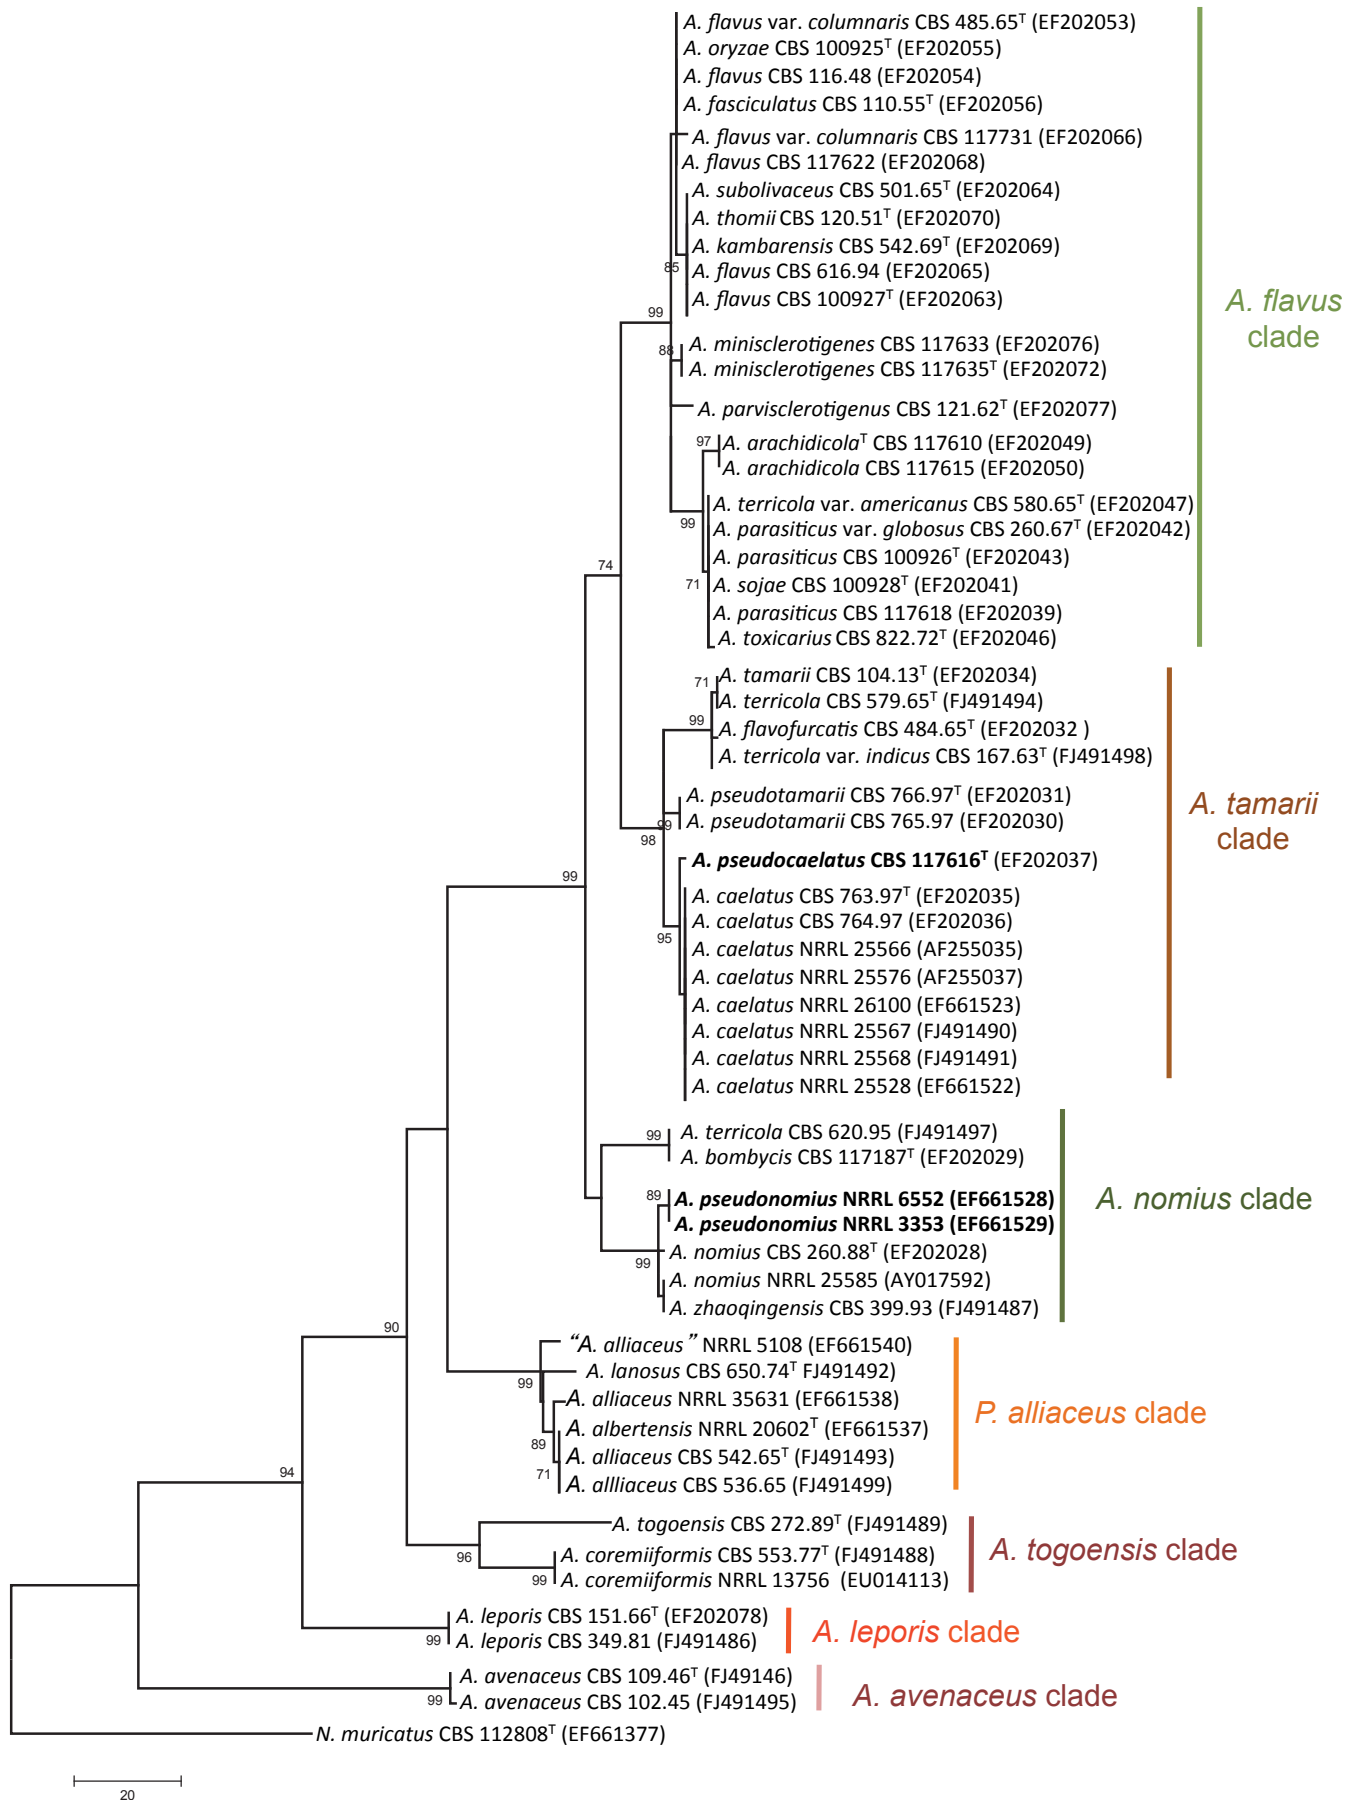 A. flavus var. columnaris CBS 485.65T (EF202053)
A. oryzae CBS 100925T (EF202055)
A. flavus CBS 116.48 (EF202054)
A. fasciculatus CBS 110.55T (EF202056)
A. flavus var. columnaris CBS 117731 (EF202066)
A. flavus CBS 117622 (EF202068)
A. subolivaceus CBS 501.65T (EF202064)
A. thomii CBS 120.51T (EF202070)
A. kambarensis CBS 542.69T (EF202069)
85
A. flavus CBS 616.94 (EF202065)
A. flavus CBS 100927T (EF202063)
A. flavus
clade
99
A. minisclerotigenes CBS 117633 (EF202076)
88
A. minisclerotigenes CBS 117635T (EF202072)
A. parvisclerotigenus CBS 121.62T (EF202077)
97
A. arachidicolaT CBS 117610 (EF202049)
A. arachidicola CBS 117615 (EF202050)
A. terricola var. americanus CBS 580.65T (EF202047)
99
A. parasiticus var. globosus CBS 260.67T (EF202042)
A. parasiticus CBS 100926T (EF202043)
74
71
A. sojae CBS 100928T (EF202041)
A. parasiticus CBS 117618 (EF202039)
A. toxicarius CBS 822.72T (EF202046)
71
A. tamarii CBS 104.13T (EF202034)
A. terricola CBS 579.65T (FJ491494)
99
A. flavofurcatis CBS 484.65T (EF202032 )
A. terricola var. indicus CBS 167.63T (FJ491498)
A. pseudotamarii CBS 766.97T (EF202031)
99
A. pseudotamarii CBS 765.97 (EF202030)
98
A. tamarii
clade
A. pseudocaelatus CBS 117616T (EF202037)
99
A. caelatus CBS 763.97T (EF202035)
A. caelatus CBS 764.97 (EF202036)
95
A. caelatus NRRL 25566 (AF255035)
A. caelatus NRRL 25576 (AF255037)
A. caelatus NRRL 26100 (EF661523)
A. caelatus NRRL 25567 (FJ491490)
A. caelatus NRRL 25568 (FJ491491)
A. caelatus NRRL 25528 (EF661522)
99
A. terricola CBS 620.95 (FJ491497)
A. bombycis CBS 117187T (EF202029)
89
A. pseudonomius NRRL 6552 (EF661528)
A. nomius clade
A. pseudonomius NRRL 3353 (EF661529)
A. nomius CBS 260.88T (EF202028)
99
A. nomius NRRL 25585 (AY017592)
A. zhaoqingensis CBS 399.93 (FJ491487)
90
“A. alliaceus” NRRL 5108 (EF661540)
A. lanosus CBS 650.74T FJ491492)
99
A. alliaceus NRRL 35631 (EF661538)
P. alliaceus clade
A. albertensis NRRL 20602T (EF661537)
89
A. alliaceus CBS 542.65T (FJ491493)
71
A. allliaceus CBS 536.65 (FJ491499)
94
A. togoensis CBS 272.89T (FJ491489)
96
A. coremiiformis CBS 553.77T (FJ491488)
A. togoensis clade
99
A. coremiiformis NRRL 13756 (EU014113)
A. leporis CBS 151.66T (EF202078)
99
A. leporis CBS 349.81 (FJ491486)
A. leporis clade
A. avenaceus CBS 109.46T (FJ49146)
99
A. avenaceus CBS 102.45 (FJ491495)
A. avenaceus clade
N. muricatus CBS 112808T (EF661377)
20